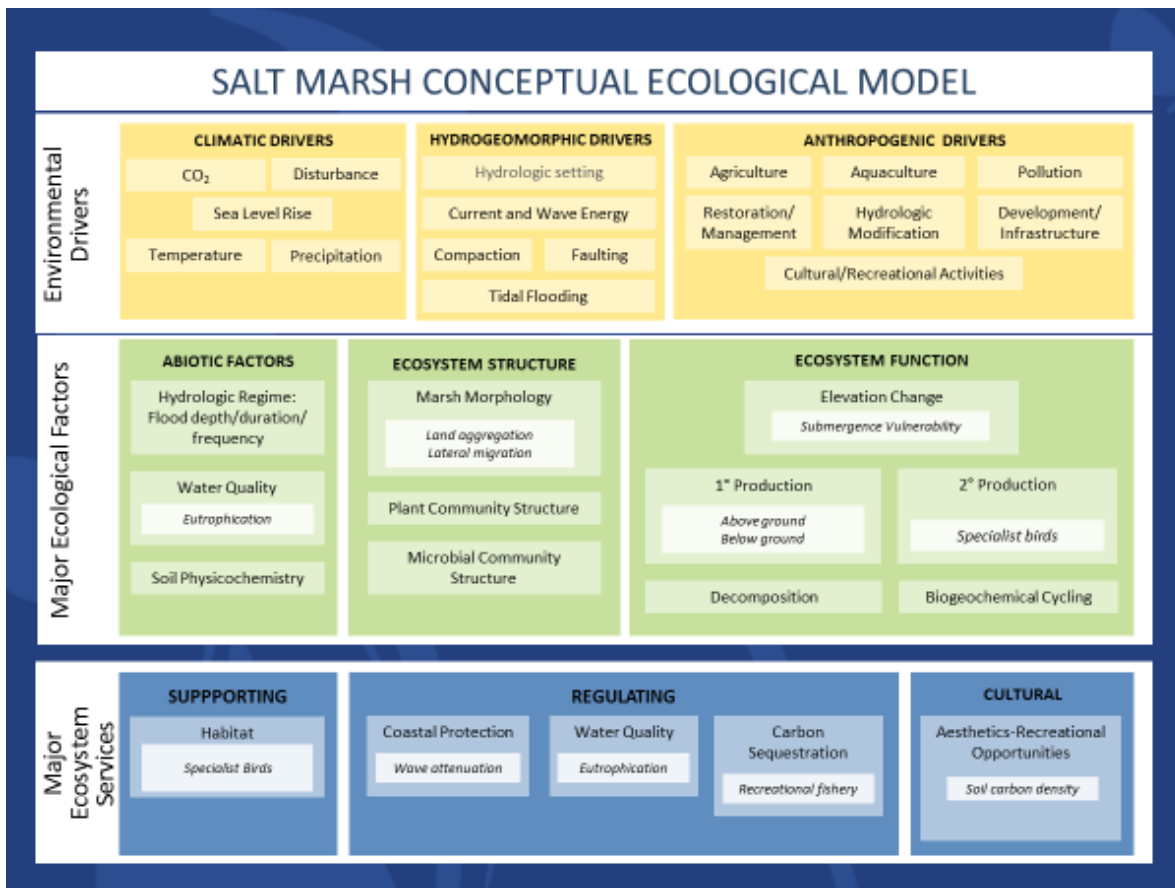 SALT MARSH CONCEPTUAL ECOLOGICAL MODEL
Environmental
Drivers
CLIMATIC DRIVERS
CO₂
Disturbance
Sea Level Rise
Temperature
Precipitation
HYDROGEOMORPHIC DRIVERS
Hydrologic setting
Current and Wave Energy
Compaction
Faulting
Tidal Flooding
ANTHROPOGENIC DRIVERS
Agriculture
Aquaculture
Pollution
Restoration/
Management
Hydrologic
Modification
Development/
Infrastructure
Cultural/Recreational Activities
Major Ecological Factors
ABIOTIC FACTORS
Hydrologic Regime:
Flood depth/duration/
frequency
Water Quality
Eutrophication
Soil Physicochemistry
ECOSYSTEM STRUCTURE
Marsh Morphology
Land aggregation
Lateral migration
Plant Community Structure
Microbial Community
Structure
ECOSYSTEM FUNCTION
Elevation Change
Submergence Vulnerability
1° Production
Above ground
Below ground
2° Production
Specialist birds
Decomposition
Biogeochemical Cycling
Major
Ecosystem
Services
SUPPPORTING
Habitat
Specialist Birds
REGULATING
Coastal Protection
Wave attenuation
Water Quality
Eutrophication
Carbon
Sequestration
Recreational fishery
CULTURAL
Aesthetics-Recreational
Opportunities
Soil carbon density